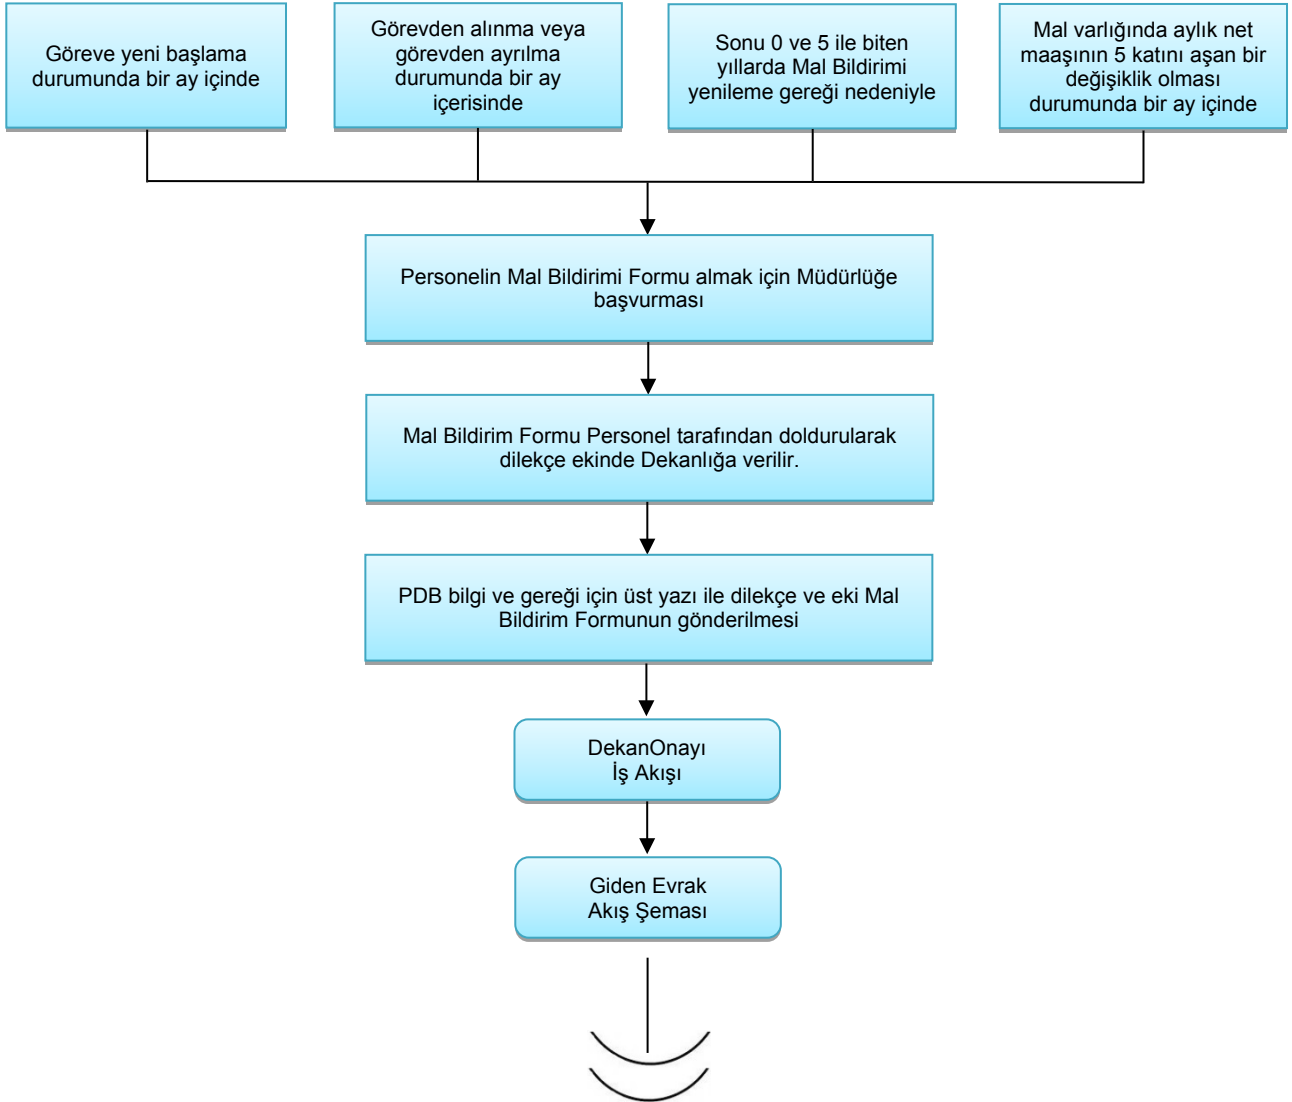 Göreve yeni başlama
durumunda bir ay içinde
Görevden alınma veya
görevden ayrılma
durumunda bir ay
içerisinde
Sonu 0 ve 5 ile biten
yıllarda Mal Bildirimi
yenileme gereği nedeniyle
Mal varlığında aylık net
maaşının 5 katını aşan bir
değişiklik olması
durumunda bir ay içinde
Personelin Mal Bildirimi Formu almak için Müdürlüğe
başvurması
Mal Bildirim Formu Personel tarafından doldurularak
dilekçe ekinde Dekanlığa verilir.
PDB bilgi ve gereği için üst yazı ile dilekçe ve eki Mal
Bildirim Formunun gönderilmesi
DekanOnayı
İş Akışı
Giden Evrak
Akış Şeması